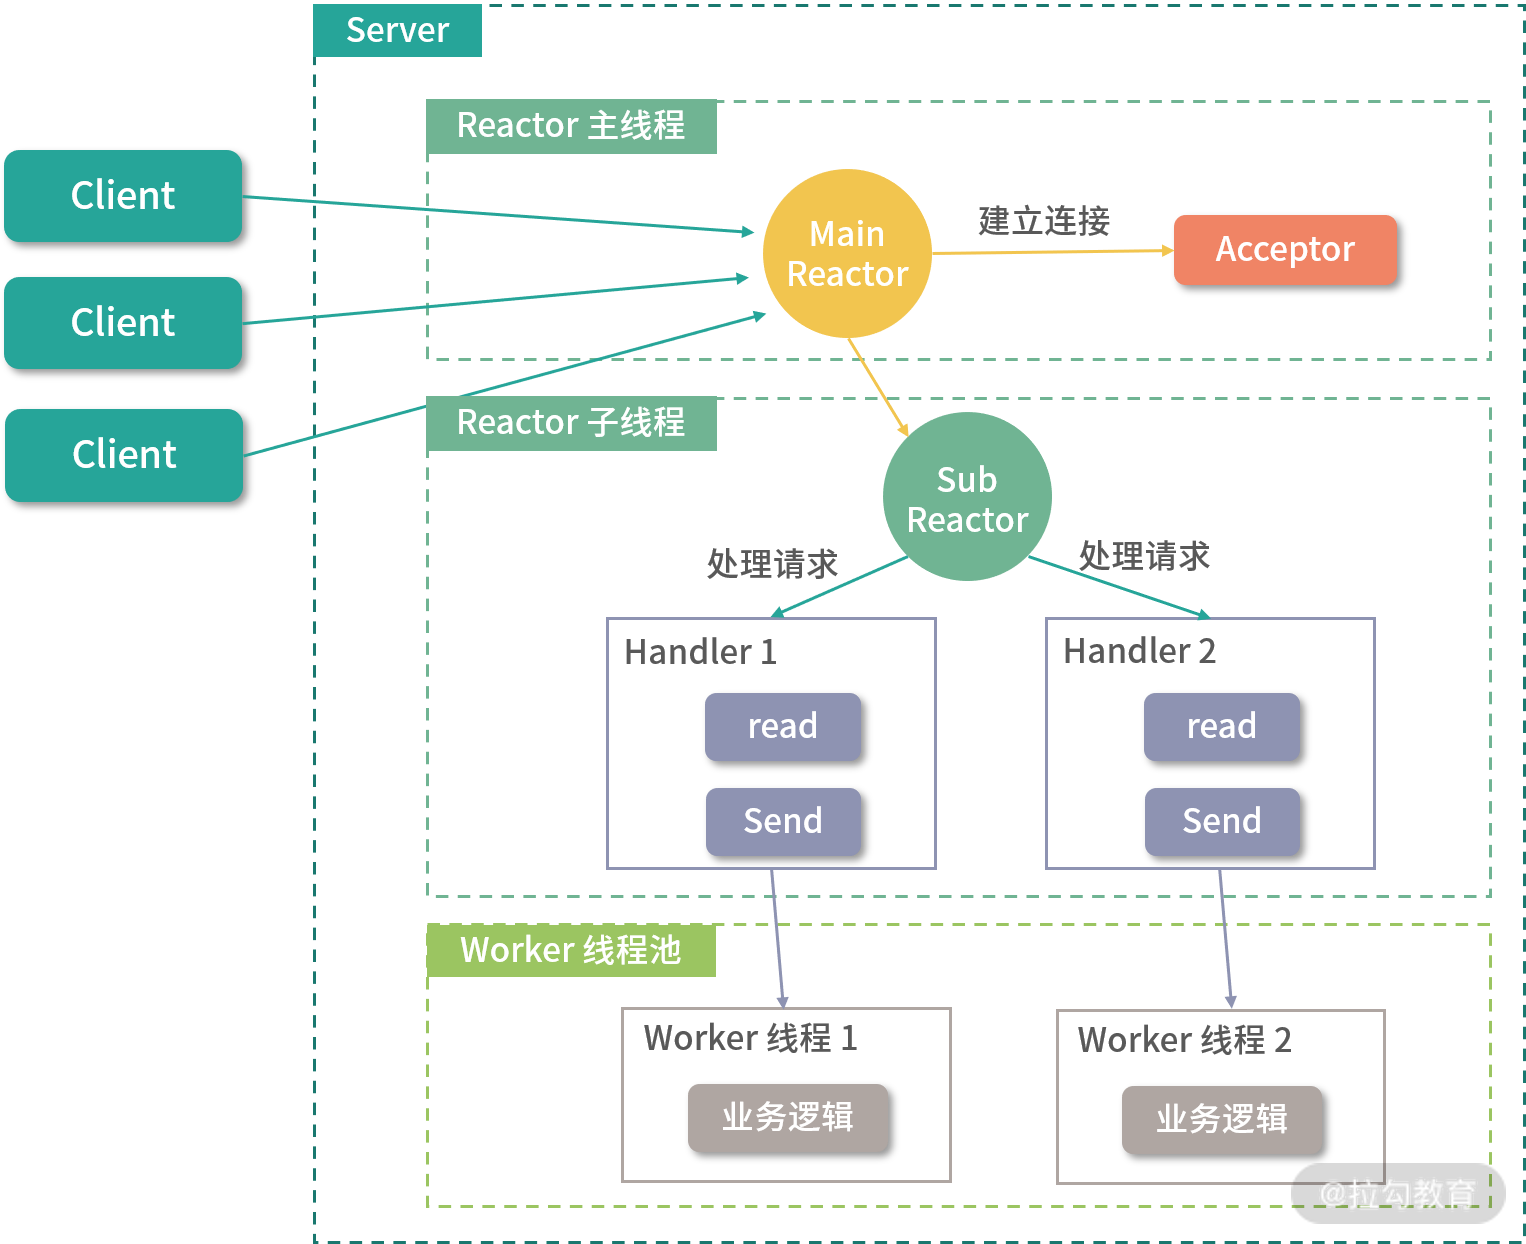 Server
Reactor 主线程
Client
Client
Client
Main
Reactor
建立连接
Acceptor
Reactor 子线程
Sub
Reactor
处理请求
处理请求
Handler 1
read
Send
Handler 2
read
Send
Worker 线程池
Worker 线程 1
业务逻辑
Worker 线程 2
业务逻辑
@拉勾教育